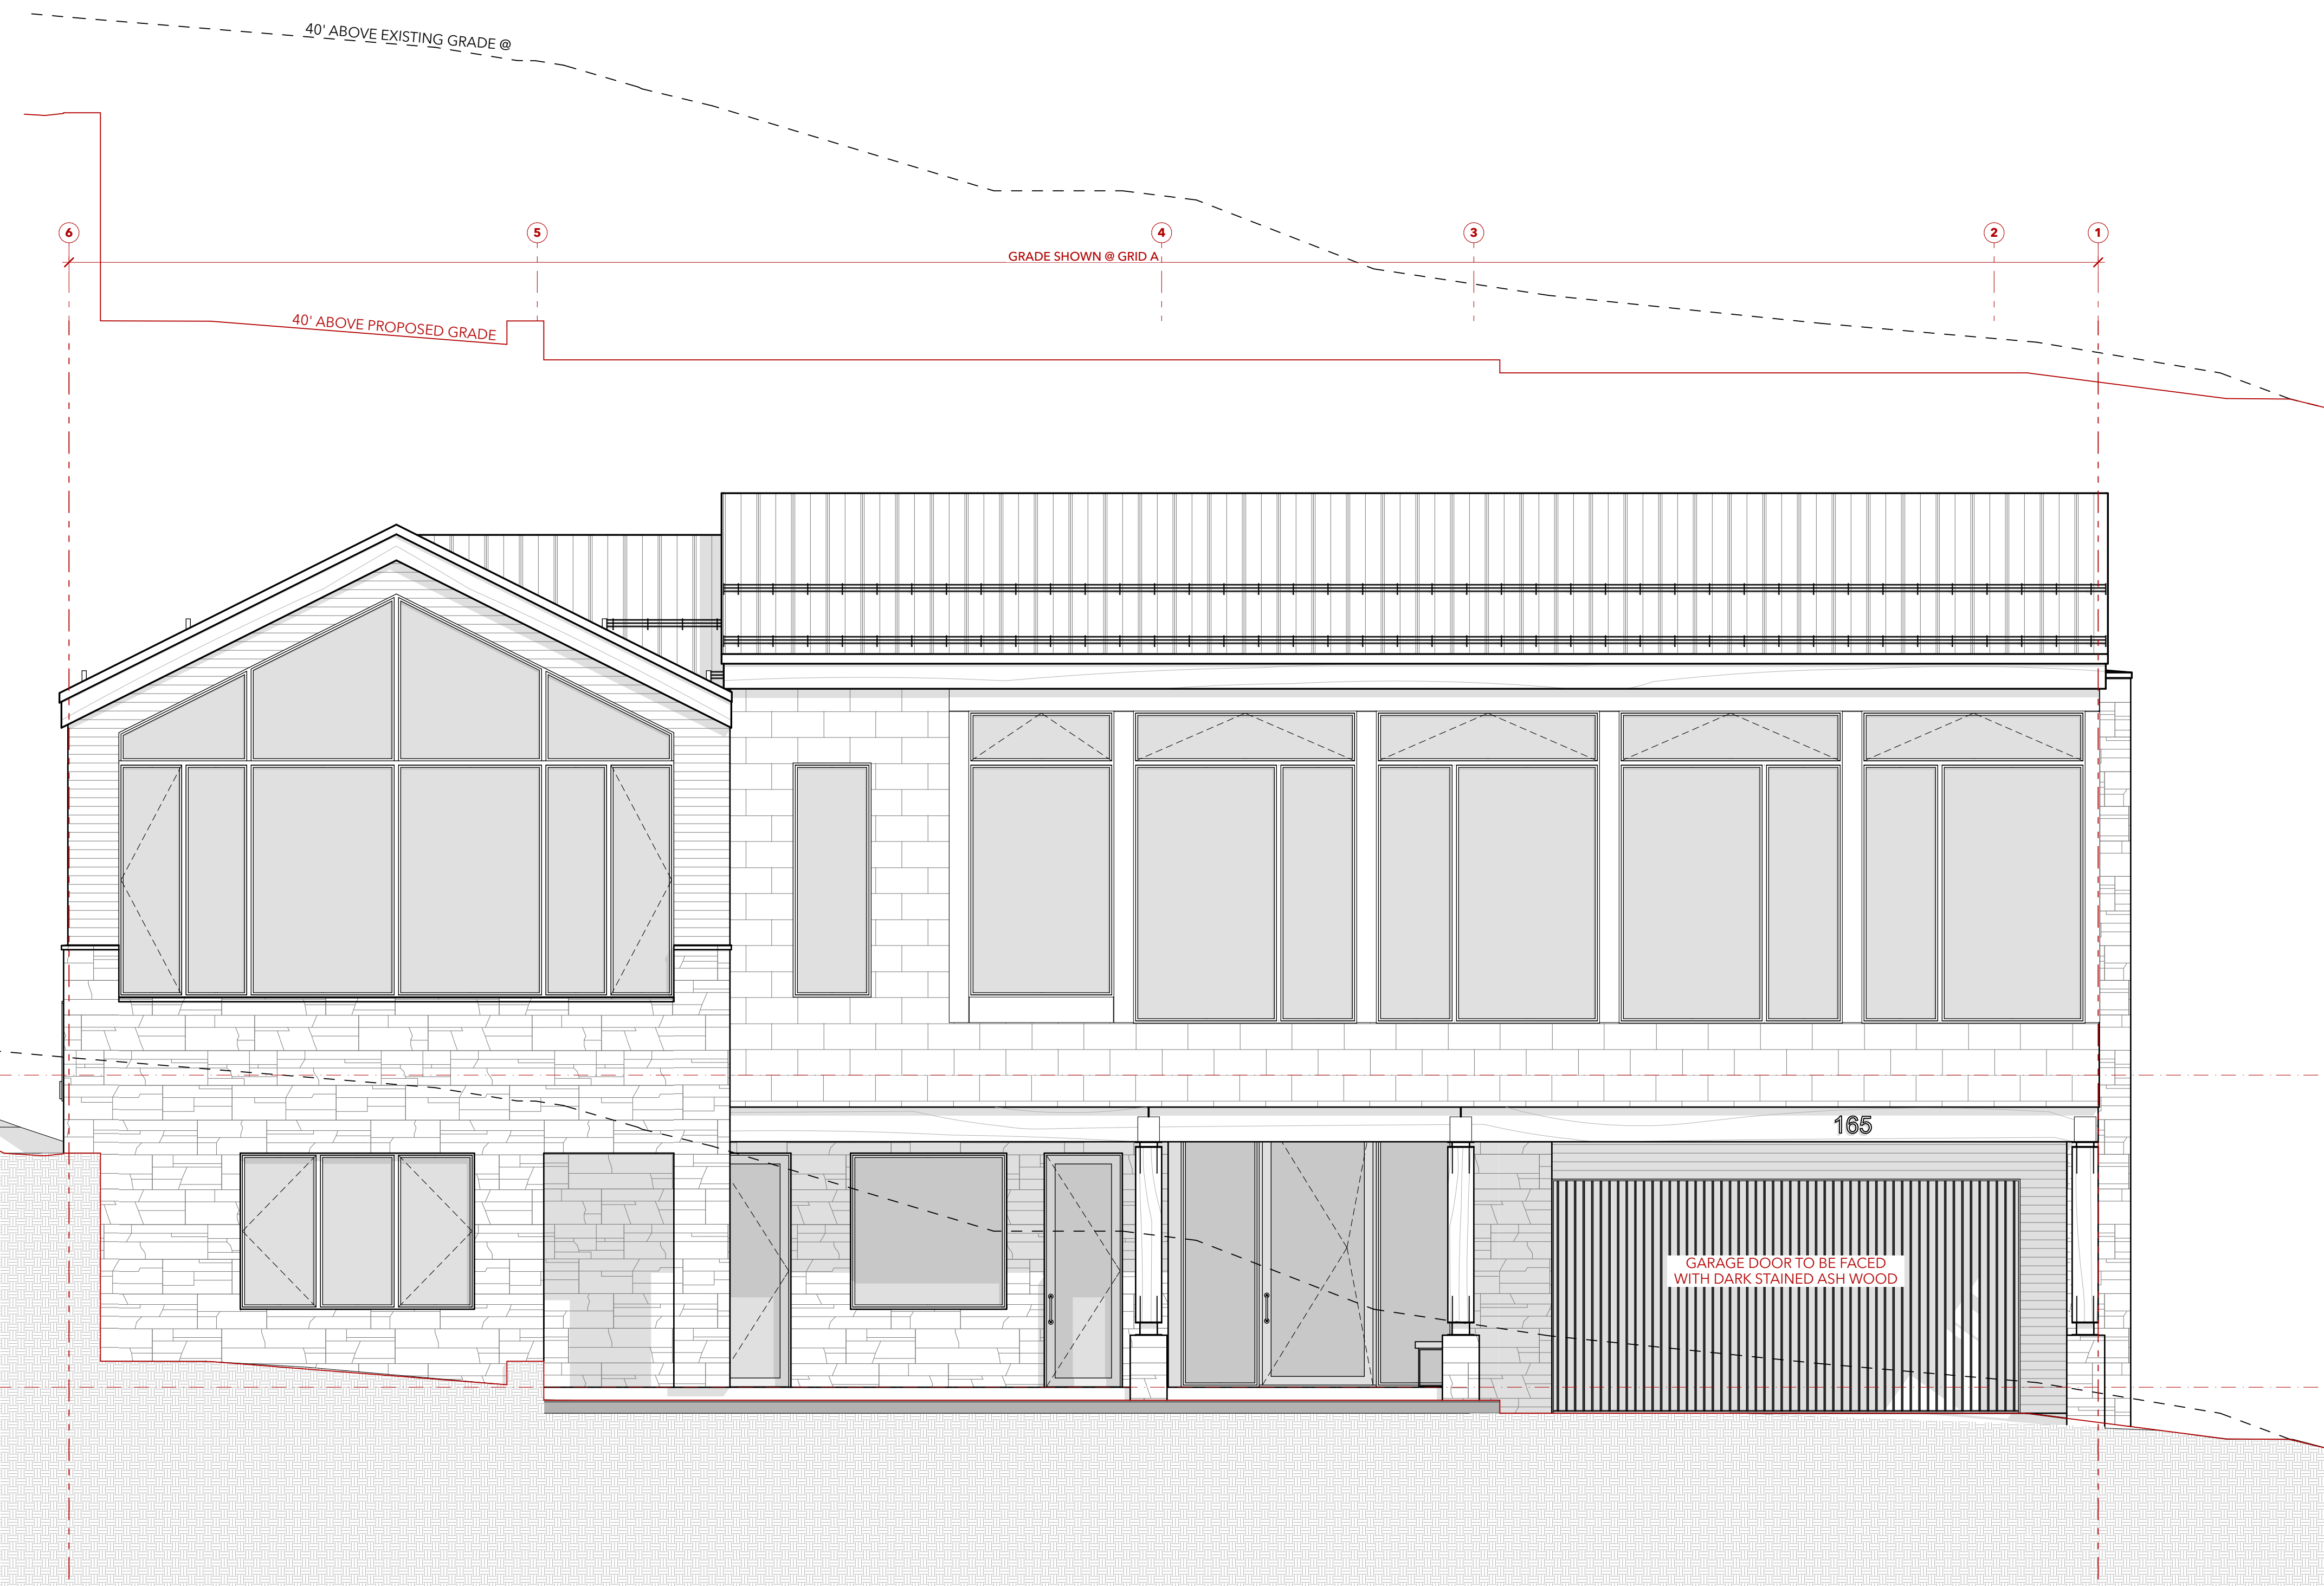 40' ABOVE EXISTING GRADE @
6 5 4 3 2 1
GRADE SHOWN @ GRID A
40' ABOVE PROPOSED GRADE
165
GARAGE DOOR TO BE FACED
WITH DARK STAINED ASH WOOD